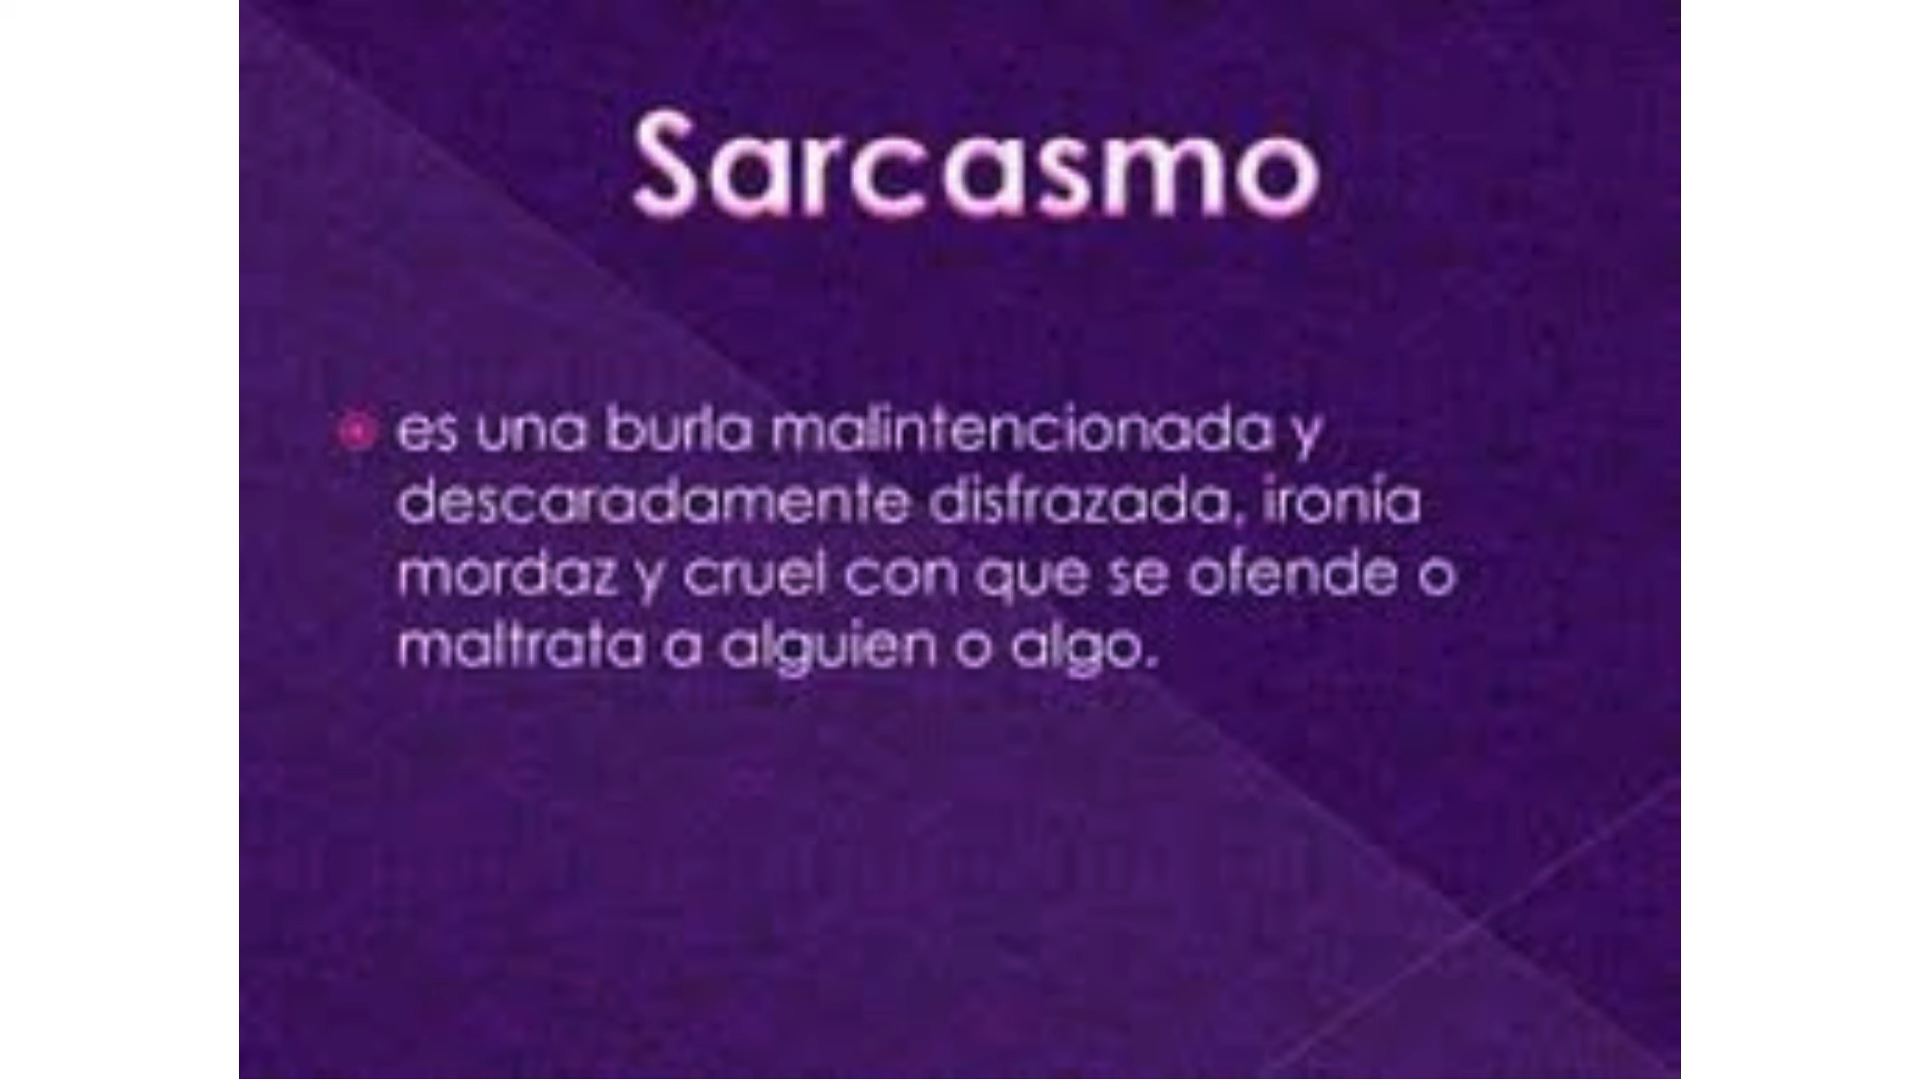 Sarcasmo
es una burla malintencionada y
descaradamente disfrazada, ironía
mordaz y cruel con que se ofende o
maltrata a alguien o algo.